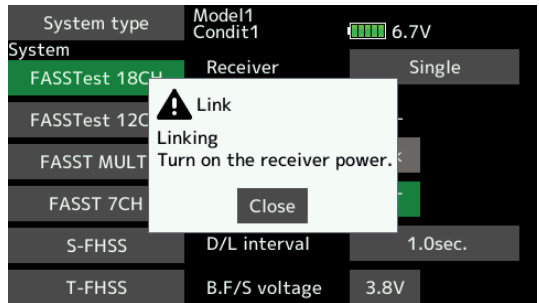 System type
Model1
Condit1
6.7V
System
FASSTest 18CH
Receiver
Single
FASSTest 12C
FASST MULT
FASST 7CH
Link
Linking
Turn on the receiver power.
Close
S-FHSS
D/L interval
1.0sec.
T-FHSS
B.F/S voltage
3.8V